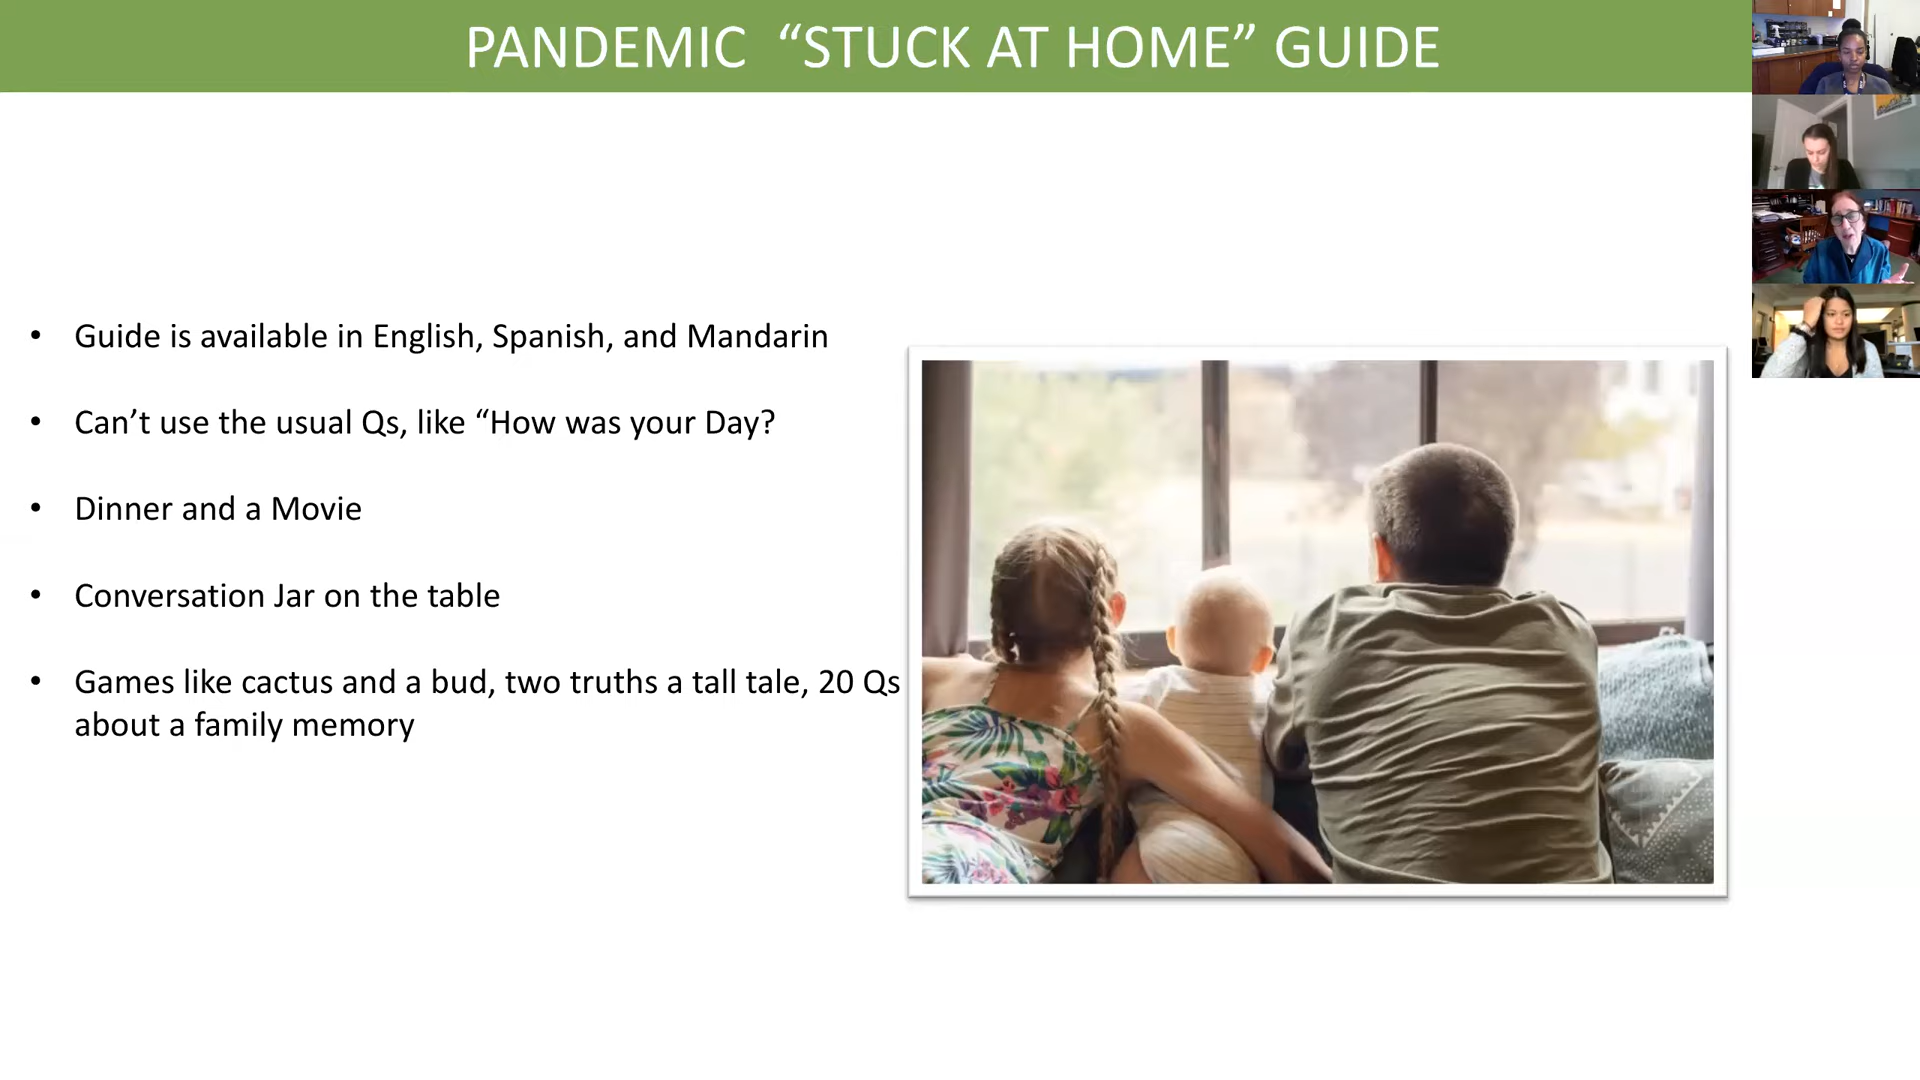 PANDEMIC “STUCK AT HOME” GUIDE
• Guide is available in English, Spanish, and Mandarin
• Can’t use the usual Qs, like “How was your Day?
• Dinner and a Movie
• Conversation Jar on the table
• Games like cactus and a bud, two truths a tall tale, 20 Qs
about a family memory